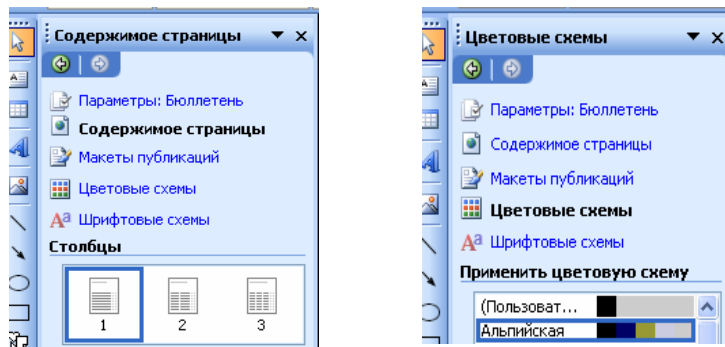 Содержимое страницы
Параметры: Бюллетень
Содержимое страницы
Макеты публикаций
Цветовые схемы
Шрифтовые схемы
Столбцы
1 2 3
Цветовые схемы
Параметры: Бюллетень
Содержимое страницы
Макеты публикаций
Цветовые схемы
Шрифтовые схемы
Применить цветовую схему
(Пользоват...
Альпийская